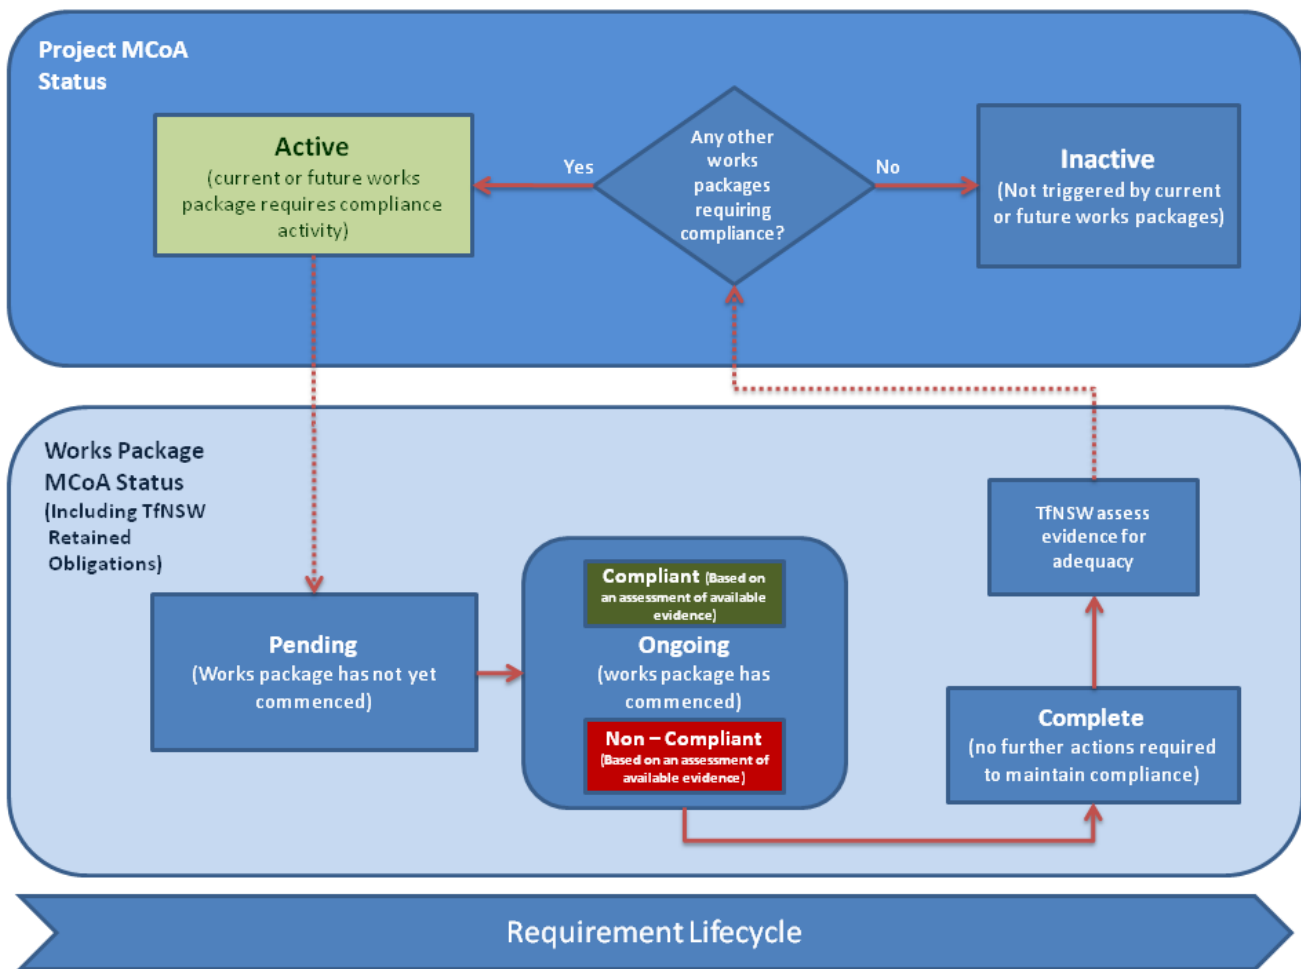 Project MCoA
Status
Active
(current or future works
package requires compliance
activity)
Yes
Any other
works
packages
requiring
compliance?
No
Inactive
(Not triggered by current
or future works packages)
Works Package
MCoA Status
(Including TfNSW
Retained
Obligations)
Pending
(Works package has not yet
commenced)
Compliant (Based on
an assessment of available
evidence)
Ongoing
(works package has
commenced)
Non – Compliant
(Based on an assessment of
available evidence)
TfNSW assess
evidence for
adequacy
Complete
(no further actions required
to maintain compliance)
Requirement Lifecycle